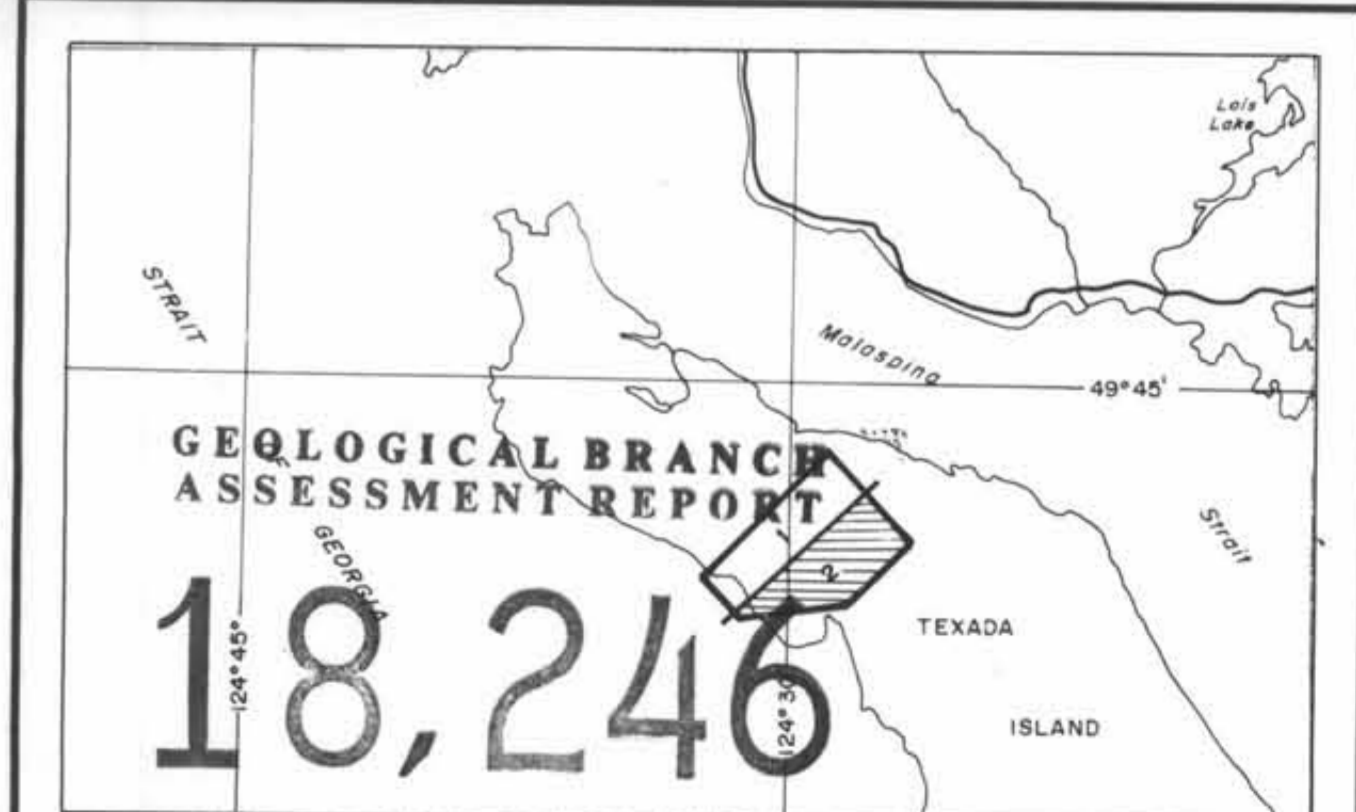 Lois
Lake
STRAIT
Malaspina
49°45'
GEOLOGICAL BRANCH
ASSESSMENT REPORT
OF
GEORGIA
Strait
1
2
TEXADA
ISLAND
18,246
124°45'
124°30'